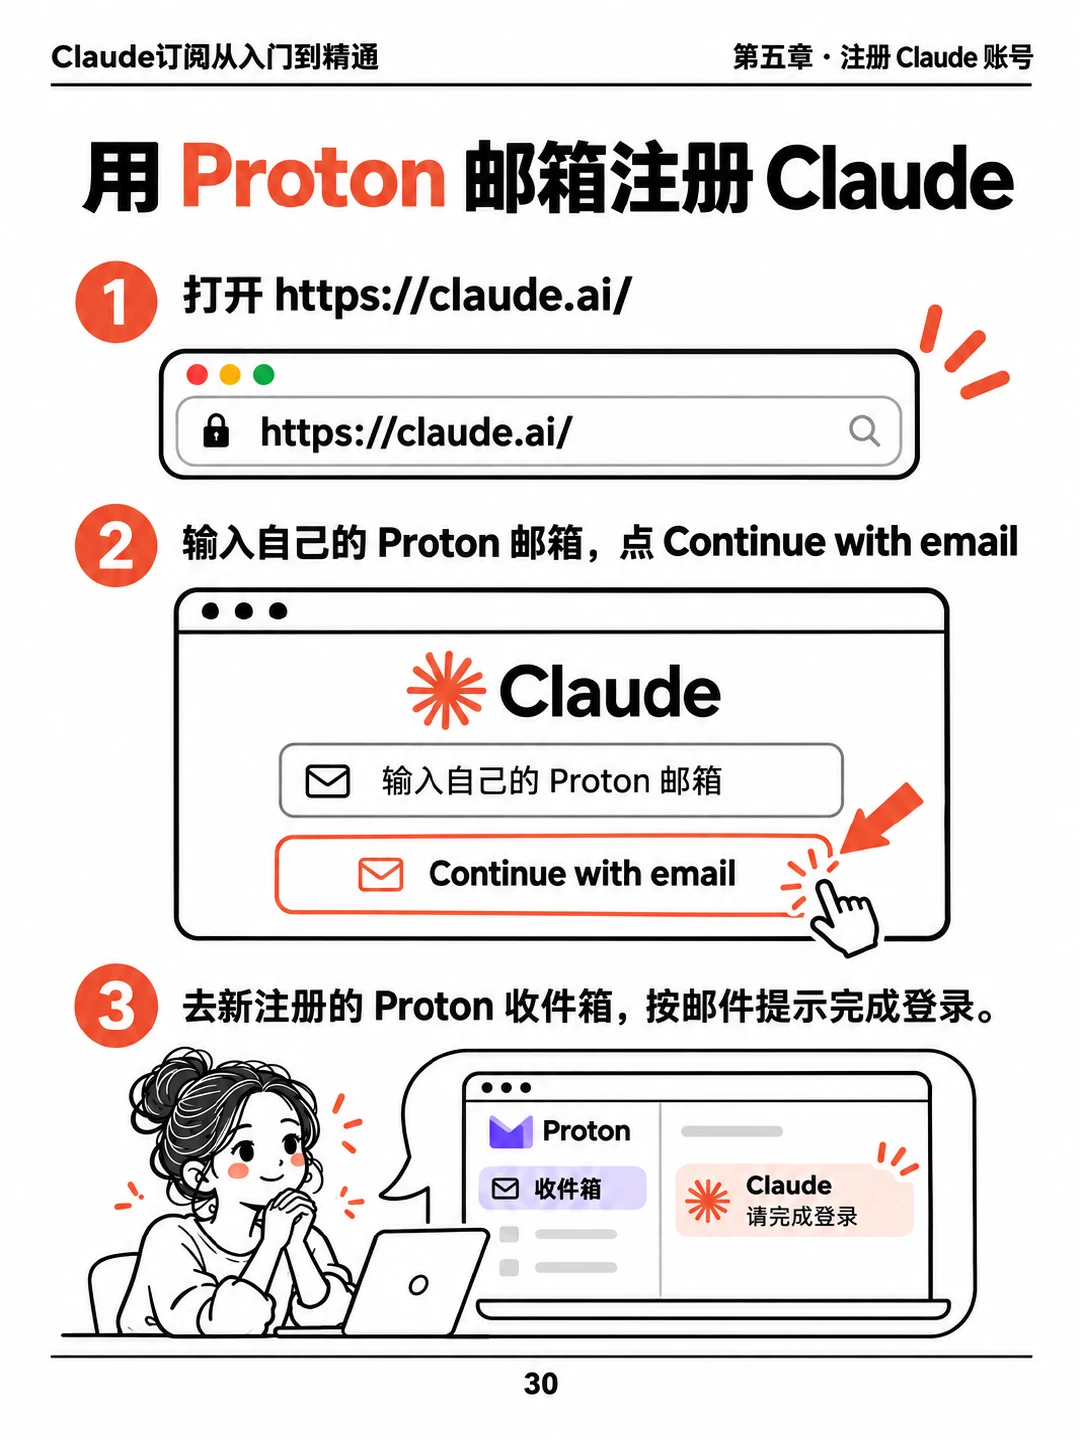 Claude订阅从入门到精通
第五章·注册 Claude 账号
用 Proton 邮箱注册 Claude
1
打开 https://claude.ai/
https://claude.ai/
2
输入自己的 Proton 邮箱，点 Continue with email
Claude
输入自己的 Proton 邮箱
Continue with email
3
去新注册的 Proton 收件箱，按邮件提示完成登录。
Proton
收件箱
Claude
请完成登录
30